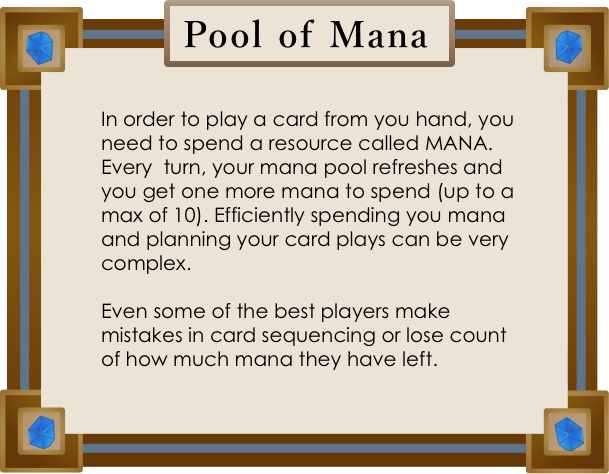 Pool of Mana
In order to play a card from you hand, you
need to spend a resource called MANA.
Every  turn, your mana pool refreshes and
you get one more mana to spend (up to a
max of 10). Efficiently spending you mana
and planning your card plays can be very
complex.
Even some of the best players make
mistakes in card sequencing or lose count
of how much mana they have left.